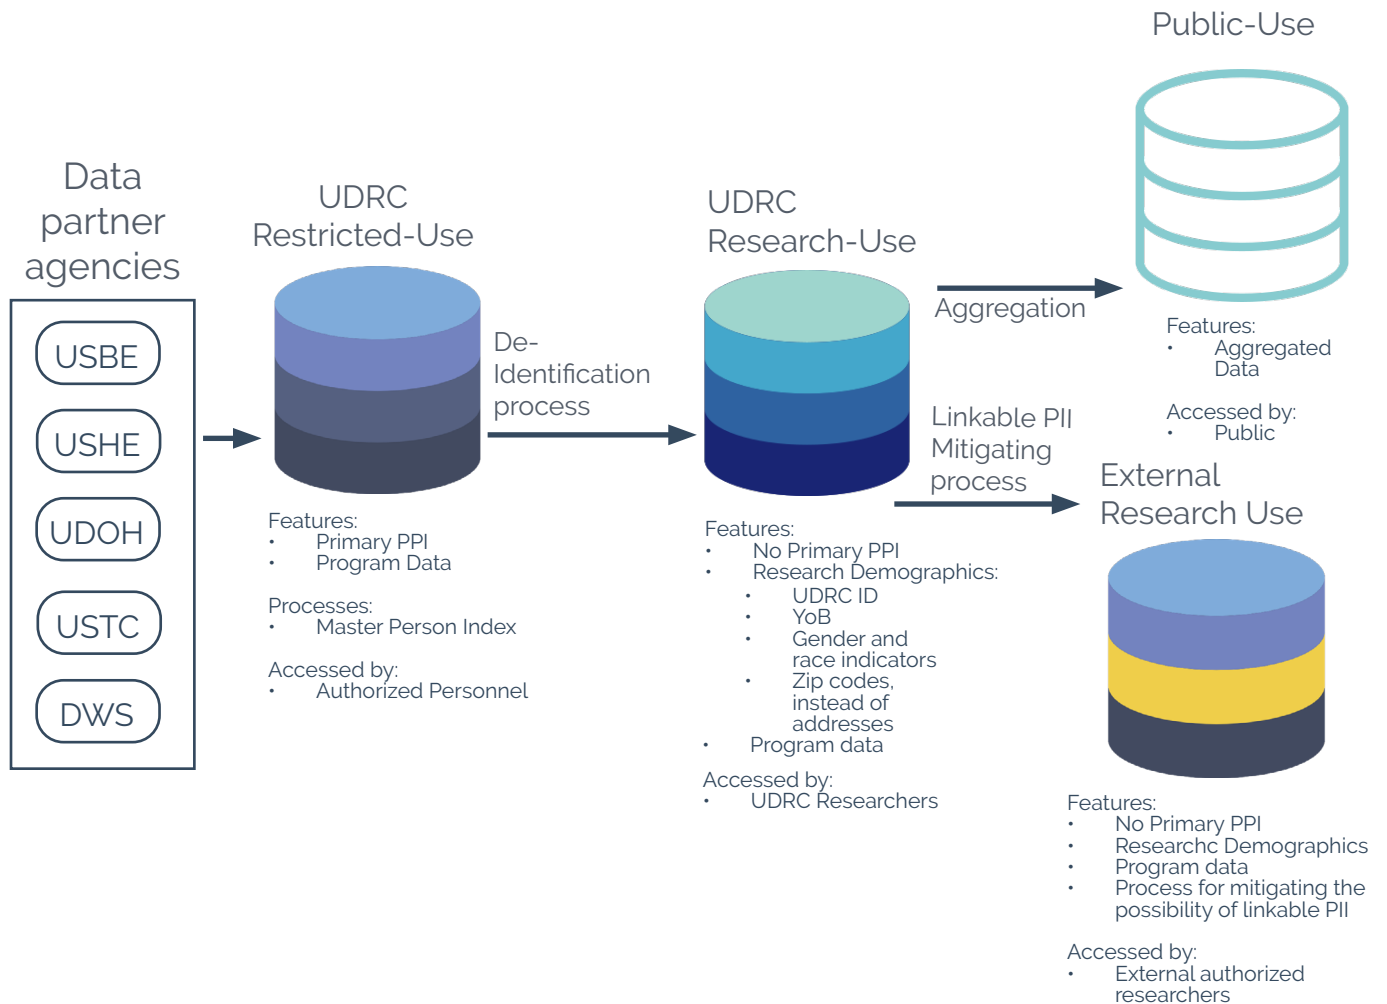 Data
partner
agencies
USBE
USHE
UDOH
USTC
DWS
UDRC
Restricted-Use
Features:
• Primary PPI
• Program Data
Processes:
• Master Person Index
Accessed by:
• Authorized Personnel
De-
Identification
process
UDRC
Research-Use
Features:
• No Primary PPI
• Research Demographics:
• UDRC ID
• YoB
• Gender and
race indicators
• Zip codes,
instead of
addresses
• Program data
Accessed by:
• UDRC Researchers
Aggregation
Public-Use
Features:
• Aggregated
Data
Accessed by:
• Public
Linkable PII
Mitigating
process
External
Research Use
Features:
• No Primary PPI
• Researchc Demographics
• Program data
• Process for mitigating the
possibility of linkable PII
Accessed by:
• External authorized
researchers